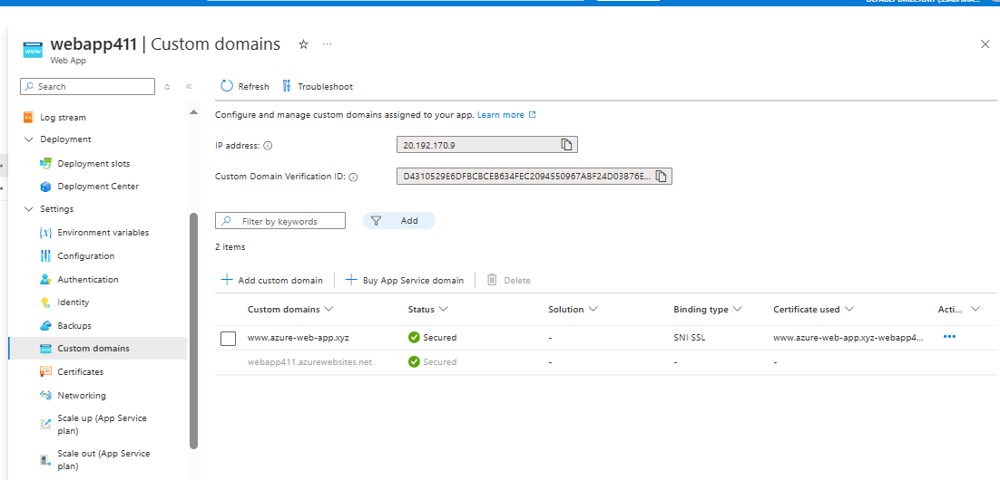 webapp411 | Custom domains
Web App
Search
Refresh
Troubleshoot
Log stream
Deployment
Deployment slots
Deployment Center
Settings
Environment variables
Configuration
Authentication
Identity
Backups
Custom domains
Certificates
Networking
Scale up (App Service
plan)
Scale out (App Service
plan)
Configure and manage custom domains assigned to your app. Learn more
IP address:
20.192.170.9
Custom Domain Verification ID:
D4310529E6DFBCBCEB634FEC2094550967ABF24D03B76E...
Filter by keywords
Add
2 items
Add custom domain
Buy App Service domain
Delete
Custom domains Status Solution Binding type Certificate used Acti...
www.azure-web-app.xyz Secured - SNI SSL www.azure-web-app.xyz-webapp4...
webapp411.azurewebsites.net Secured - - -